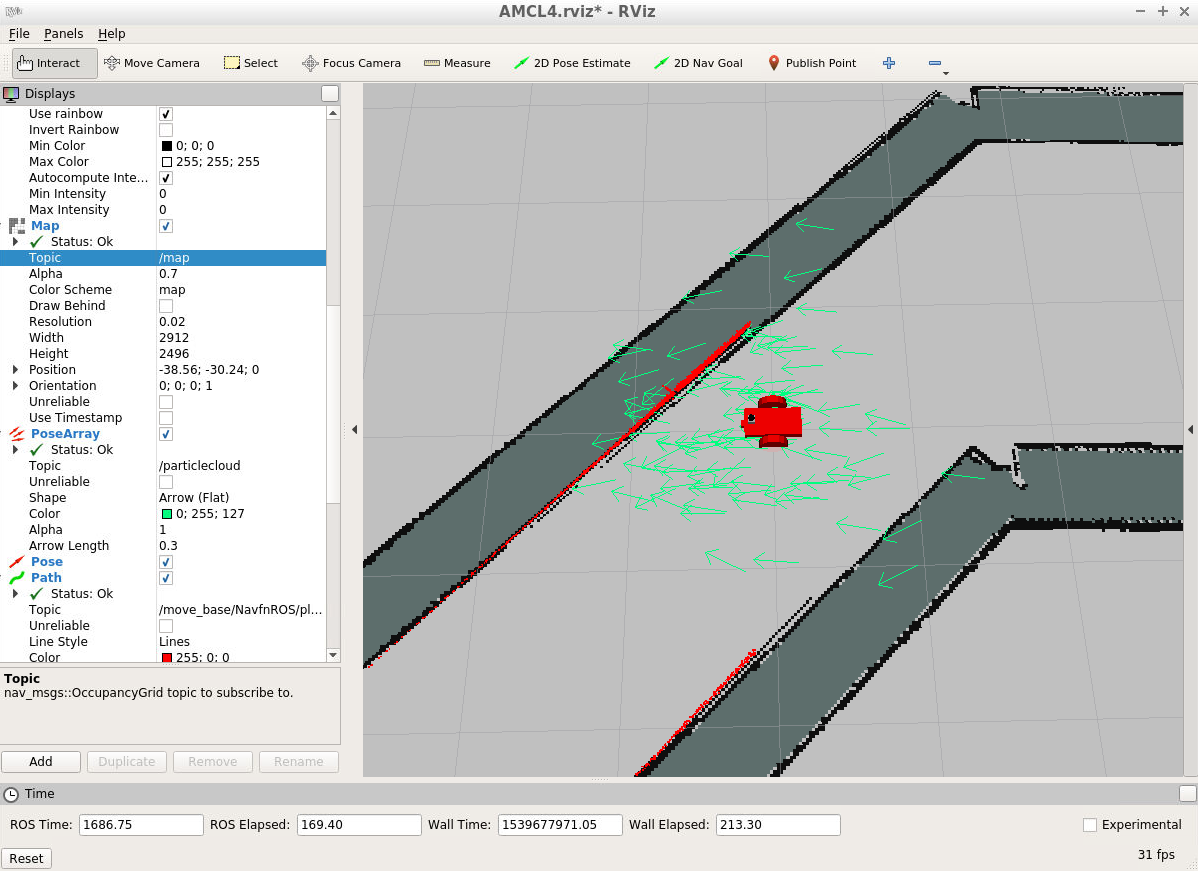 AMCL4.rviz* - RViz
File Panels Help
Interact Move Camera Select Focus Camera Measure 2D Pose Estimate 2D Nav Goal Publish Point
Displays
Use rainbow
Invert Rainbow
Min Color 0; 0; 0
Max Color 255; 255; 255
Autocompute Inte...
Min Intensity 0
Max Intensity 0
Map
Status: Ok
Topic /map
Alpha 0.7
Color Scheme map
Draw Behind
Resolution 0.02
Width 2912
Height 2496
Position -38.56; -30.24; 0
Orientation 0; 0; 0; 1
Unreliable
Use Timestamp
PoseArray
Status: Ok
Topic /particlecloud
Unreliable
Shape Arrow (Flat)
Color 0; 255; 127
Alpha 1
Arrow Length 0.3
Pose
Path
Status: Ok
Topic /move_base/NavfnROS/pl...
Unreliable
Line Style Lines
Color 255; 0; 0
Topic
nav_msgs::OccupancyGrid topic to subscribe to.
Add Duplicate Remove Rename
Time
ROS Time: 1686.75 ROS Elapsed: 169.40 Wall Time: 1539677971.05 Wall Elapsed: 213.30 Experimental
Reset 31 fps